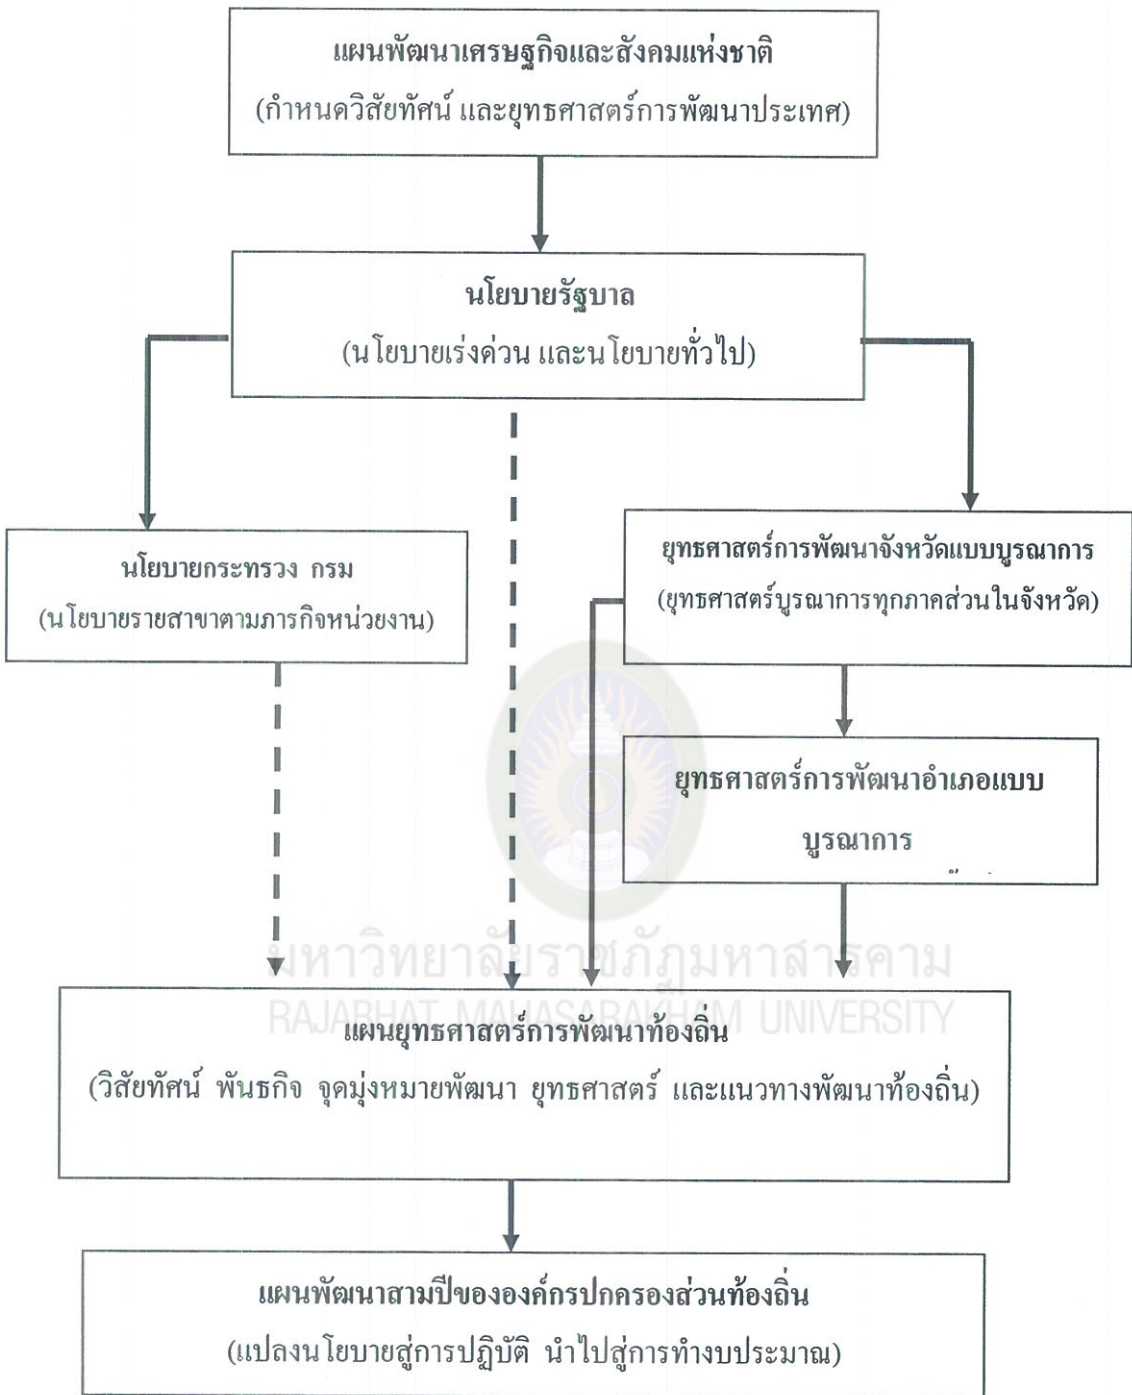 แผนพัฒนาเศรษฐกิจและสังคมแห่งชาติ
(กำหนดวิสัยทัศน์ และยุทธศาสตร์การพัฒนาประเทศ)
นโยบายรัฐบาล
(นโยบายเร่งด่วน และนโยบายทั่วไป)
นโยบายกระทรวง กรม
(นโยบายรายสาขาตามภารกิจหน่วยงาน)
ยุทธศาสตร์การพัฒนาจังหวัดแบบบูรณาการ
(ยุทธศาสตร์บูรณาการทุกภาคส่วนในจังหวัด)
ยุทธศาสตร์การพัฒนาอำเภอแบบ
บูรณาการ
มหาวิทยาลัยราชภัฏมหาสารคาม
RAJABHAT MAHASARAKHAM UNIVERSITY
แผนยุทธศาสตร์การพัฒนาท้องถิ่น
(วิสัยทัศน์ พันธกิจ จุดมุ่งหมายพัฒนา ยุทธศาสตร์ และแนวทางพัฒนาท้องถิ่น)
แผนพัฒนาสามปีขององค์กรปกครองส่วนท้องถิ่น
(แปลงนโยบายสู่การปฏิบัติ นำไปสู่การทำงบประมาณ)